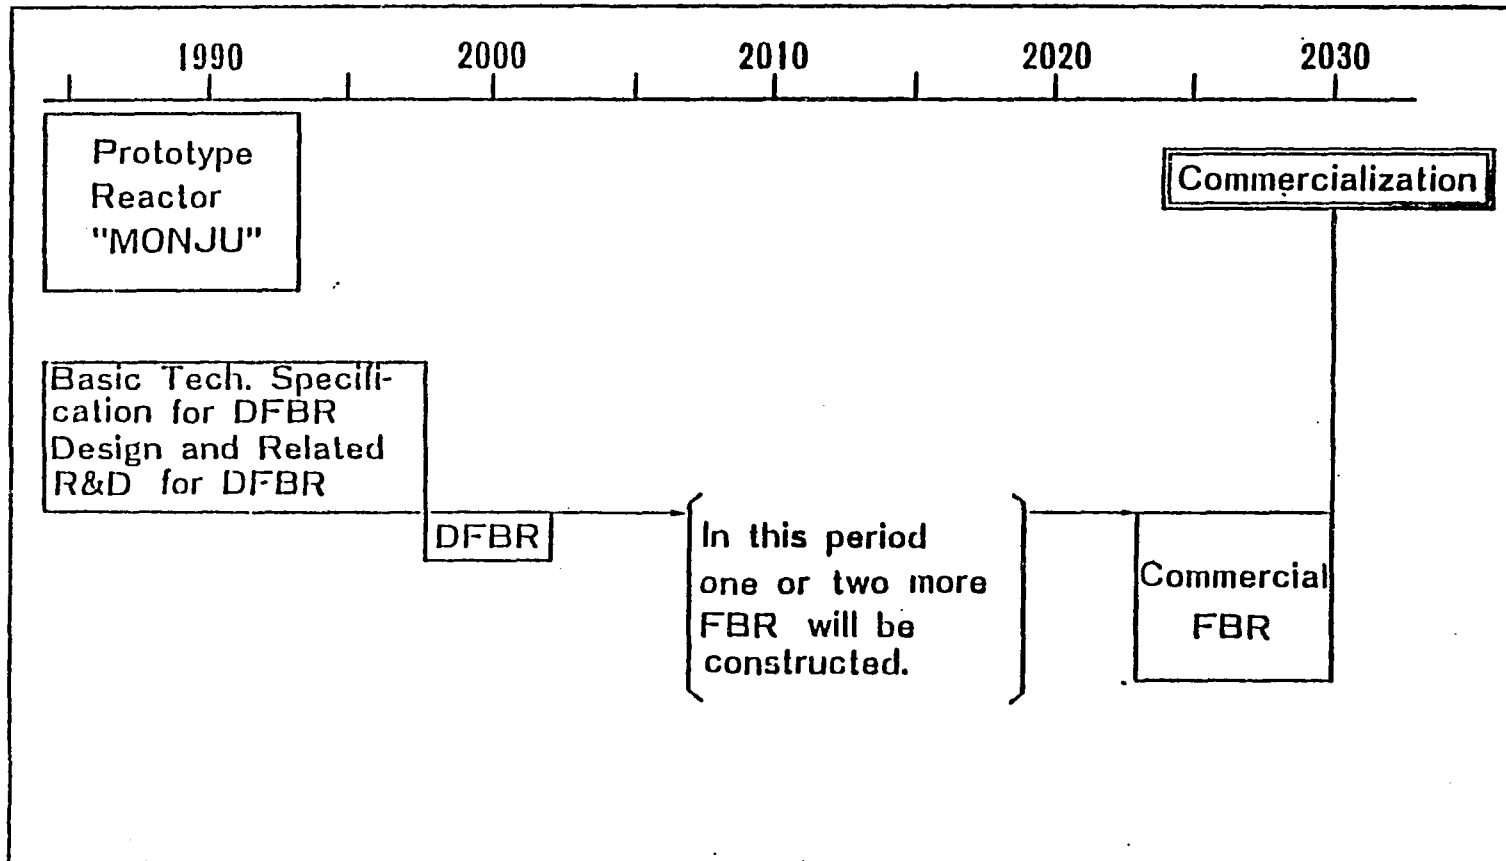 1990 2000 2010 2020 2030
Prototype
Reactor
"MONJU"
Commercialization
Basic Tech. Specifi-
cation for DFBR
Design and Related
R&D for DFBR
DFBR
In this period
one or two more
FBR will be
constructed.
Commercial
FBR